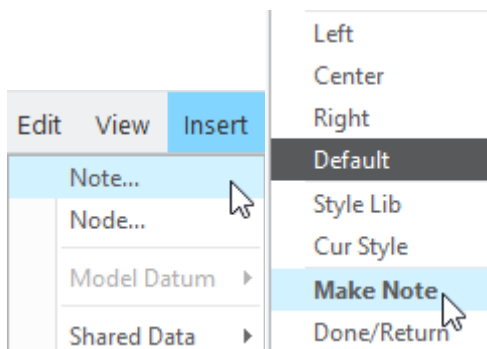 Edit View Insert
Note...
Node...
Model Datum
Shared Data
Left
Center
Right
Default
Style Lib
Cur Style
Make Note
Done/Return